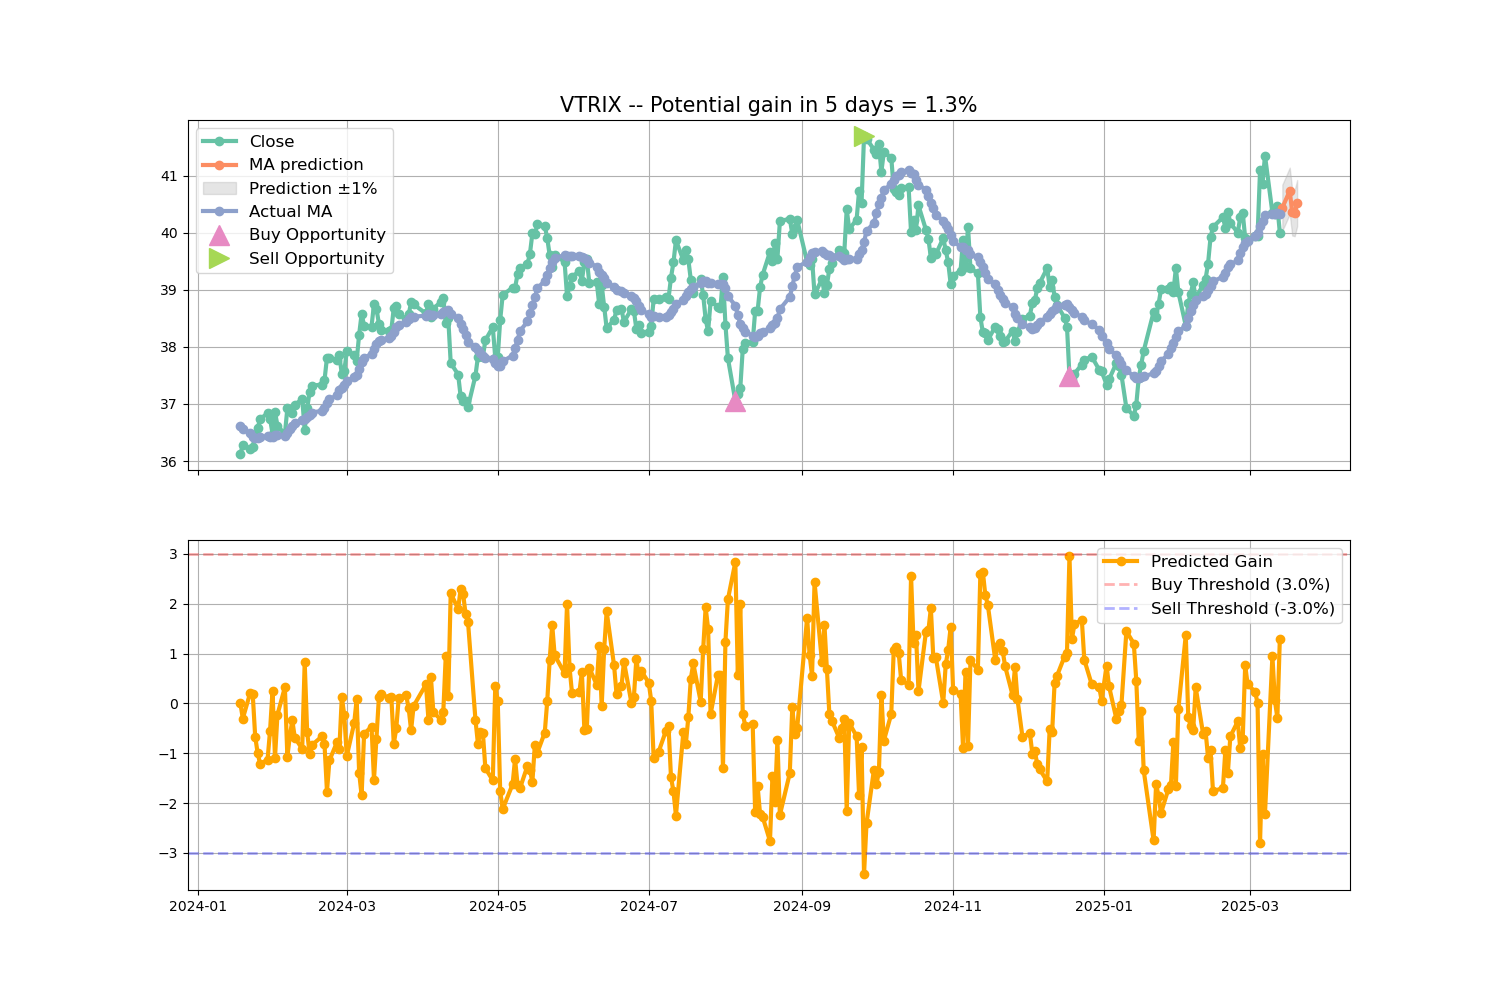 VTRIX -- Potential gain in 5 days = 1.3%
Close
MA prediction
Prediction ±1%
Actual MA
Buy Opportunity
Sell Opportunity
41
40
39
38
37
36
3
2
1
0
−1
−2
−3
Predicted Gain
Buy Threshold (3.0%)
Sell Threshold (-3.0%)
2024-01
2024-03
2024-05
2024-07
2024-09
2024-11
2025-01
2025-03